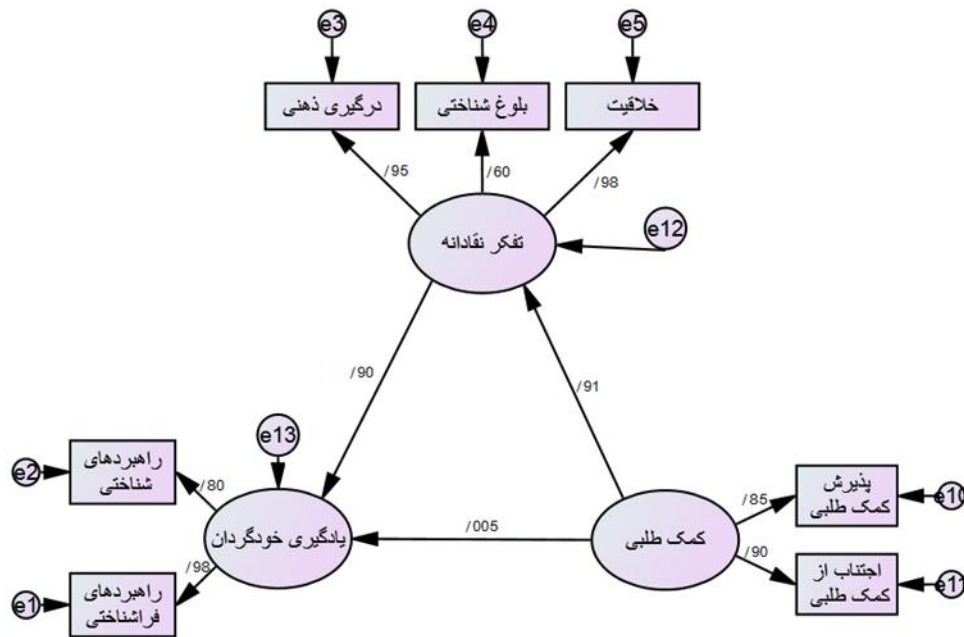 e3
e4
e5
درگیری ذهنی
بلوغ شناختی
خلاقیت
/95
/60
/98
تفکر نقادانه
e12
/90
/91
e13
e2
راهبردهای
شناختی
/80
یادگیری خودگردان
/005
کمک طلبی
/85
پذیرش
کمک طلبی
e10
/98
/90
e1
راهبردهای
فراشناختی
اجتناب از
کمک طلبی
e11